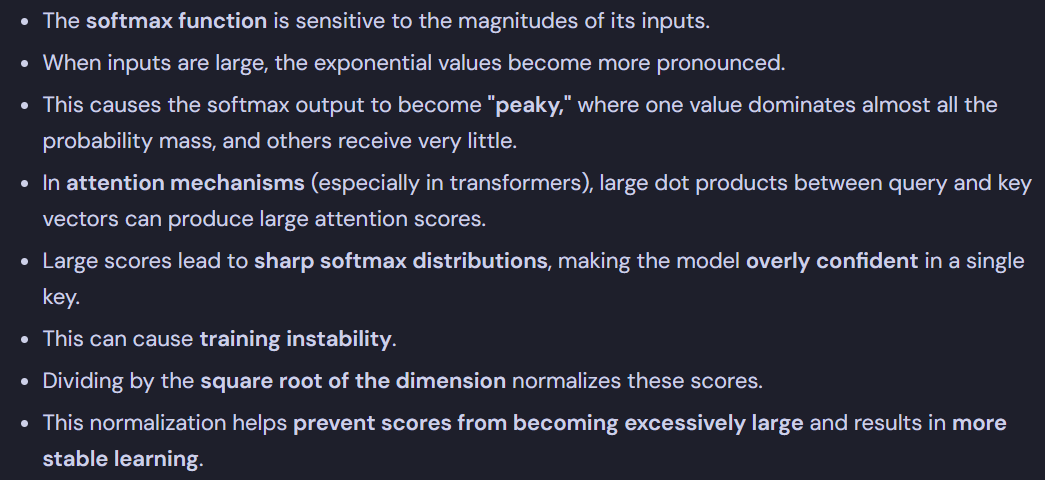 The softmax function is sensitive to the magnitudes of its inputs.
When inputs are large, the exponential values become more pronounced.
This causes the softmax output to become "peaky," where one value dominates almost all the
probability mass, and others receive very little.
In attention mechanisms (especially in transformers), large dot products between query and key
vectors can produce large attention scores.
Large scores lead to sharp softmax distributions, making the model overly confident in a single
key.
This can cause training instability.
Dividing by the square root of the dimension normalizes these scores.
This normalization helps prevent scores from becoming excessively large and results in more
stable learning.